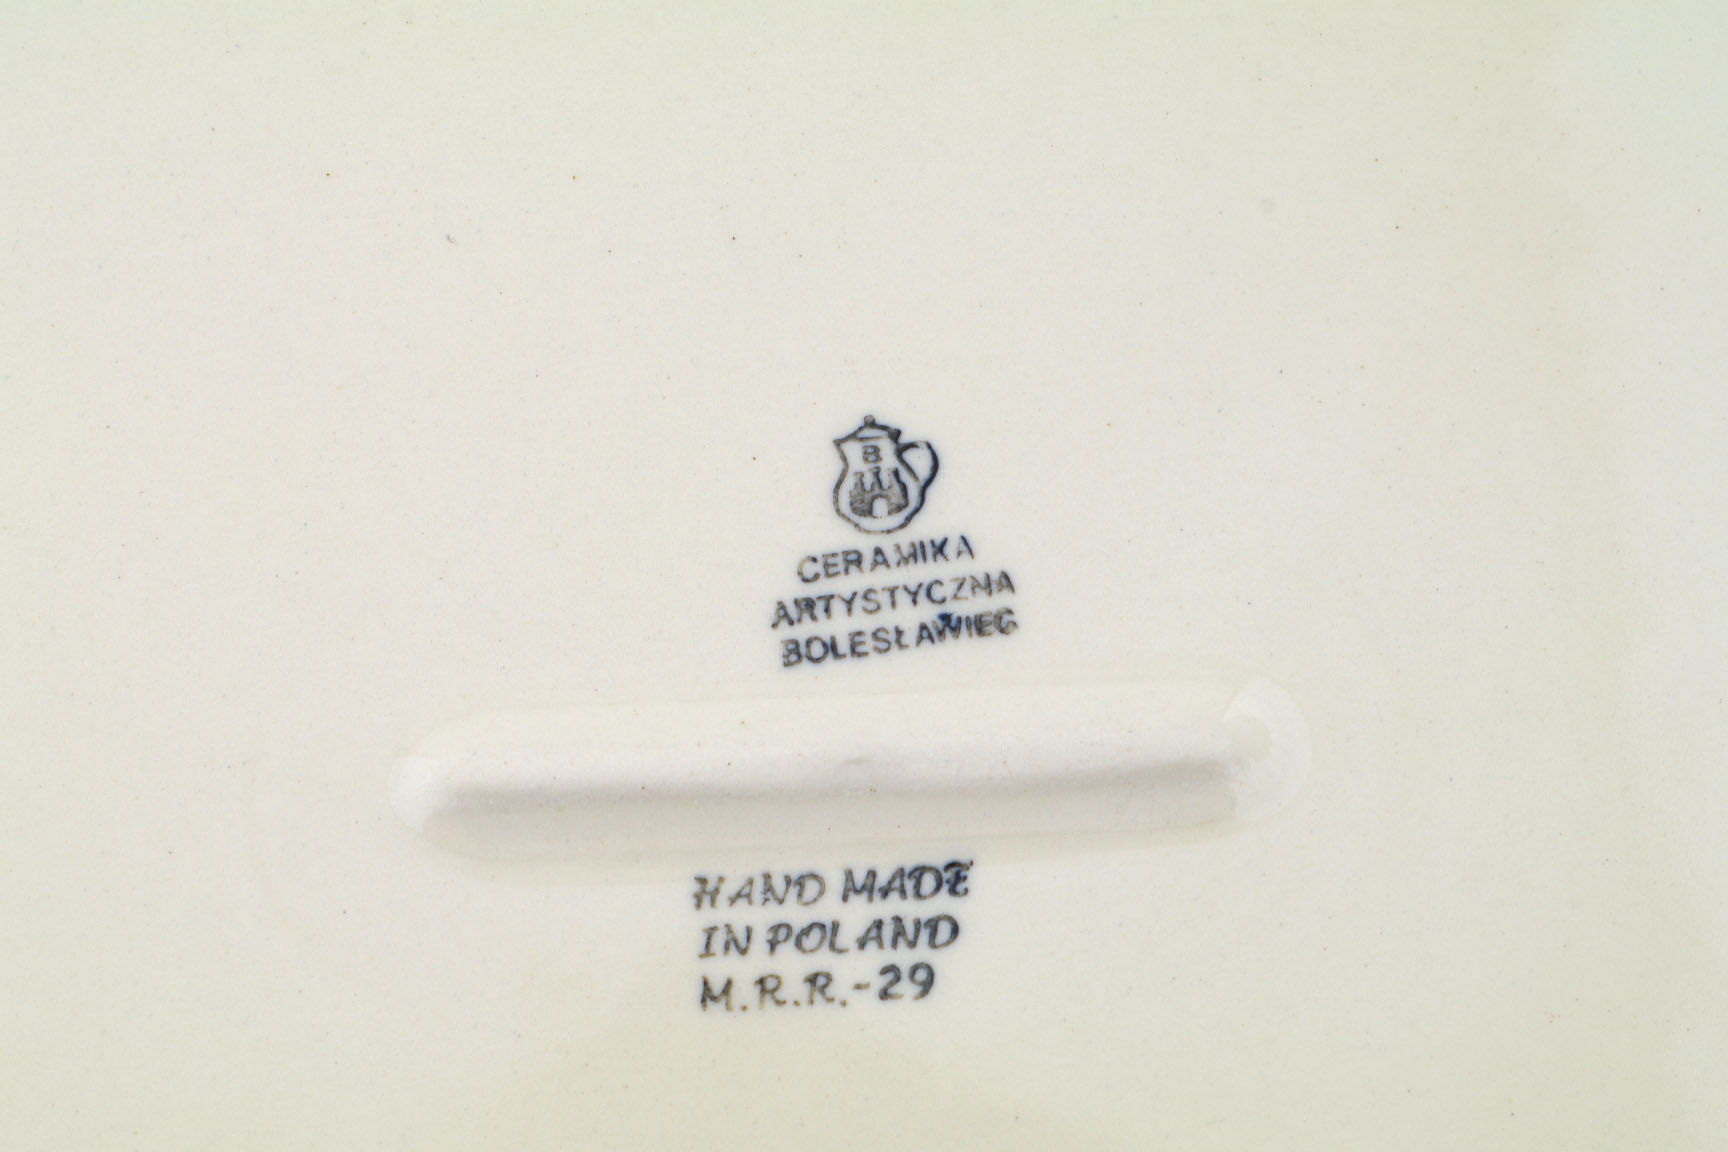 B
CERAMIKA
ARTYSTYCZNA
BOLESŁAWIEC
HAND MADE
IN POLAND
M.R.R.-29